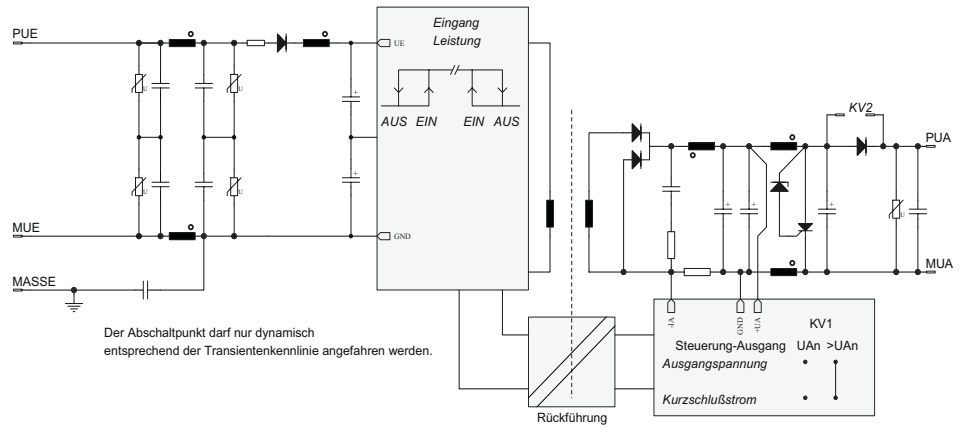 PUE
UE
Eingang
Leistung
AUS EIN
EIN AUS
U
U
U
U
+
+
MUE
GND
MASSE
KV2
PUA
+
+
+
U
MUA
-IA
GND
+UA
Der Abschaltpunkt darf nur dynamisch
entsprechend der Transientenkennlinie angefahren werden.
KV1
Steuerung-Ausgang
UAn >UAn
Ausgangspannung
Kurzschlußstrom
Rückführung